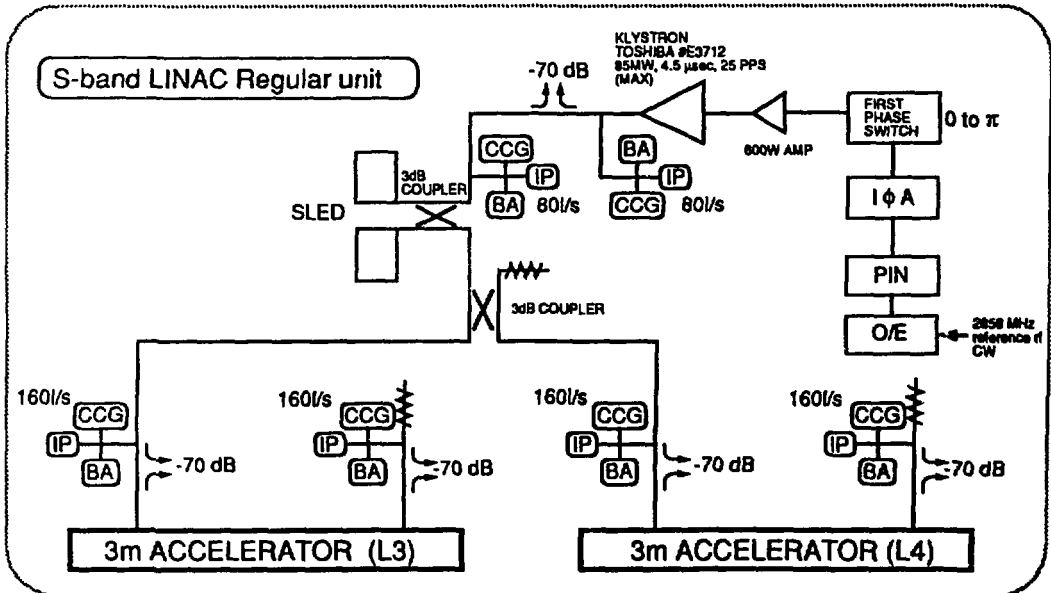 S-band LINAC Regular unit
KLYSTRON
TOSHIBA #E3712
85MW, 4.5 μsec, 25 PPS
(MAX)
-70 dB
FIRST
PHASE
SWITCH
0 to π
600W AMP
3dB
COUPLER
SLED
CCG
IP
BA
80l/s
BA
IP
CCG
80l/s
I ϕ A
PIN
O/E
2856 MHz
reference rf
CW
3dB COUPLER
160l/s
CCG
IP
BA
-70 dB
160l/s
CCG
IP
BA
-70 dB
160l/s
CCG
IP
BA
-70 dB
160l/s
CCG
IP
BA
-70 dB
3m ACCELERATOR (L3)
3m ACCELERATOR (L4)